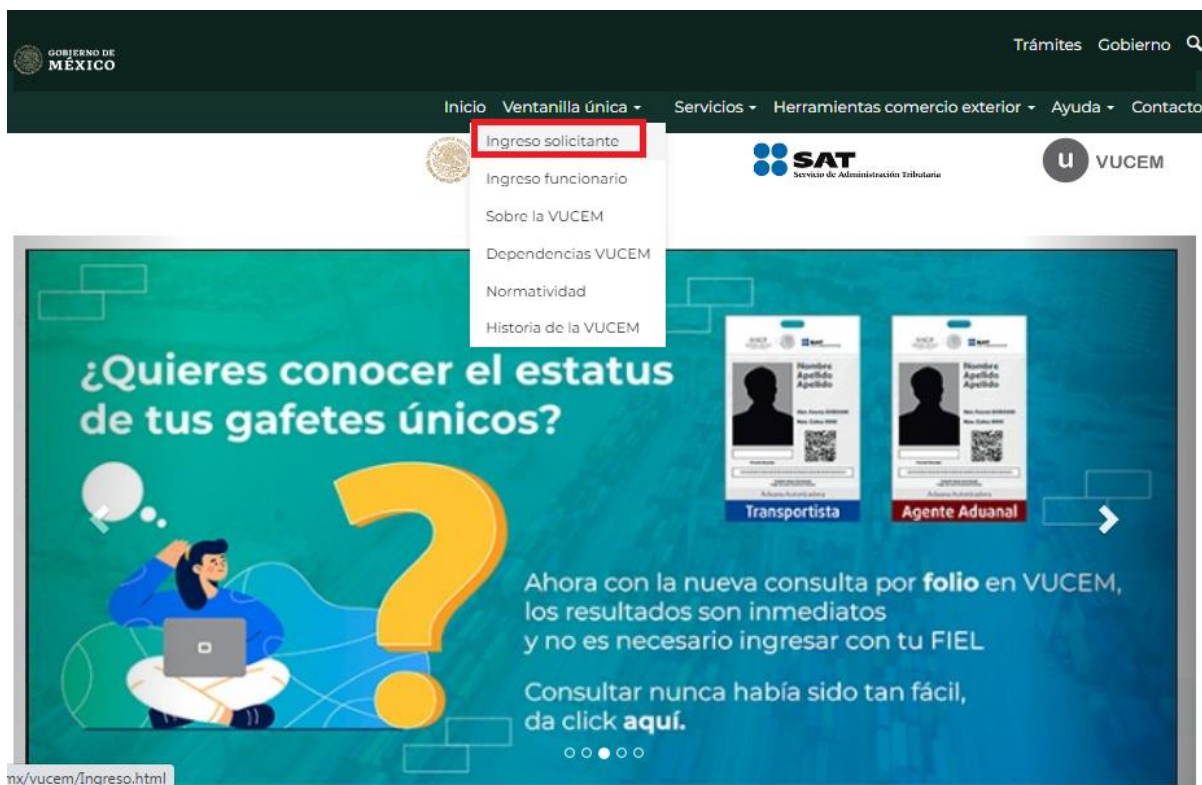 GOBIERNO DE
MÉXICO
Trámites Gobierno
Inicio Ventanilla única Servicios Herramientas comercio exterior Ayuda Contacto
Ingreso solicitante
Ingreso funcionario
Sobre la VUCEM
Dependencias VUCEM
Normatividad
Historia de la VUCEM
SAT
Servicio de Administración Tributaria
u VUCEM
¿Quieres conocer el estatus
de tus gafetes únicos?
SHCP SAT
Nombre
Apellido
Apellido
Transportista
SHCP SAT
Nombre
Apellido
Apellido
Agente Aduanal
Ahora con la nueva consulta por folio en VUCEM,
los resultados son inmediatos
y no es necesario ingresar con tu FIEL
Consultar nunca había sido tan fácil,
da click aquí.
mx/vucem/Ingreso.html